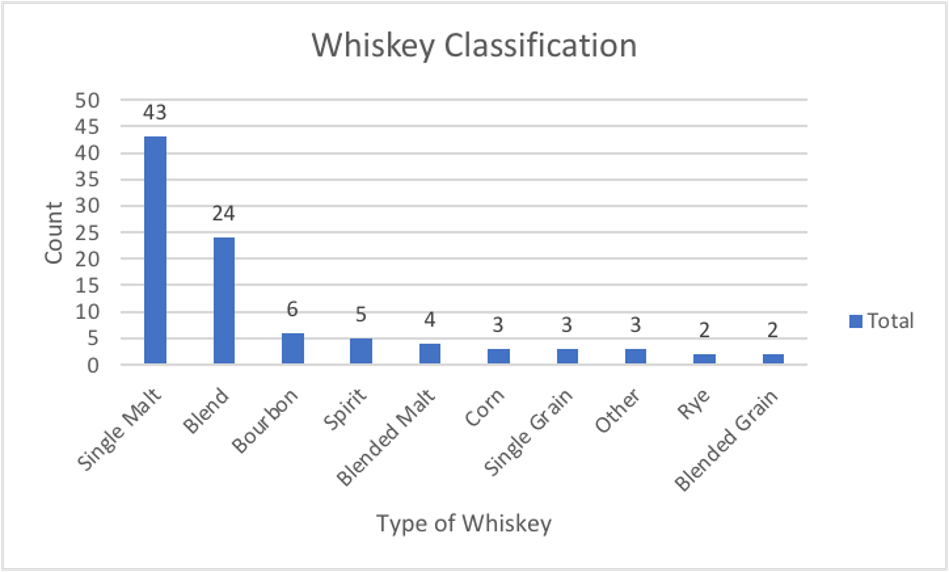 Whiskey Classification
50
45
40
35
30
25
20
15
10
5
0
Count
43
24
6
5
4
3
3
3
2
2
Single Malt
Blend
Bourbon
Spirit
Blended Malt
Corn
Single Grain
Other
Rye
Blended Grain
Type of Whiskey
Total